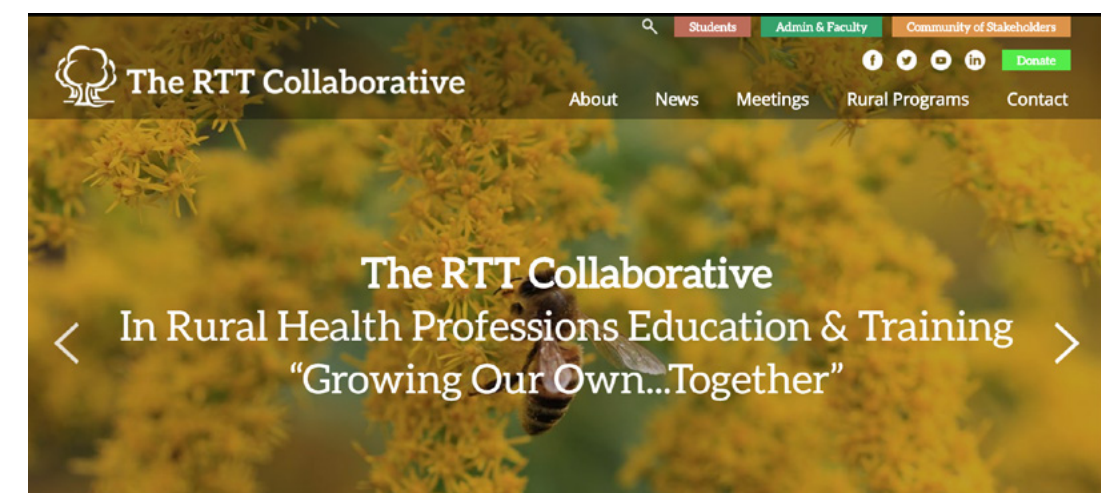 Students
Admin & Faculty
Community of Stakeholders
Donate
The RTT Collaborative
About
News
Meetings
Rural Programs
Contact
The RTT Collaborative
In Rural Health Professions Education & Training
“Growing Our Own...Together”